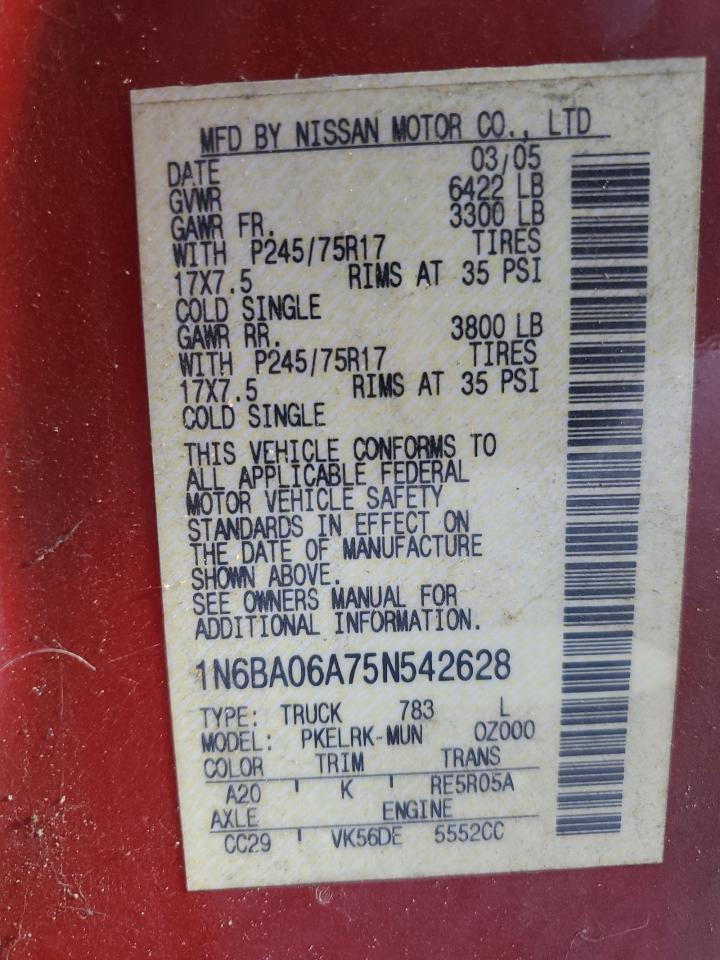 MFD BY NISSAN MOTOR CO., LTD
DATE 03/05
GVWR 6422 LB
GAWR FR. 3300 LB
WITH P245/75R17 TIRES
17X7.5 RIMS AT 35 PSI
COLD SINGLE
GAWR RR. 3800 LB
WITH P245/75R17 TIRES
17X7.5 RIMS AT 35 PSI
COLD SINGLE
THIS VEHICLE CONFORMS TO
ALL APPLICABLE FEDERAL
MOTOR VEHICLE SAFETY
STANDARDS IN EFFECT ON
THE DATE OF MANUFACTURE
SHOWN ABOVE.
SEE OWNERS MANUAL FOR
ADDITIONAL INFORMATION.
1N6BA06A75N542628
TYPE: TRUCK 783 L
MODEL: PKELRK-MUN 0Z000
COLOR TRIM TRANS
A20 K RE5R05A
AXLE ENGINE
CC29 VK56DE 5552CC